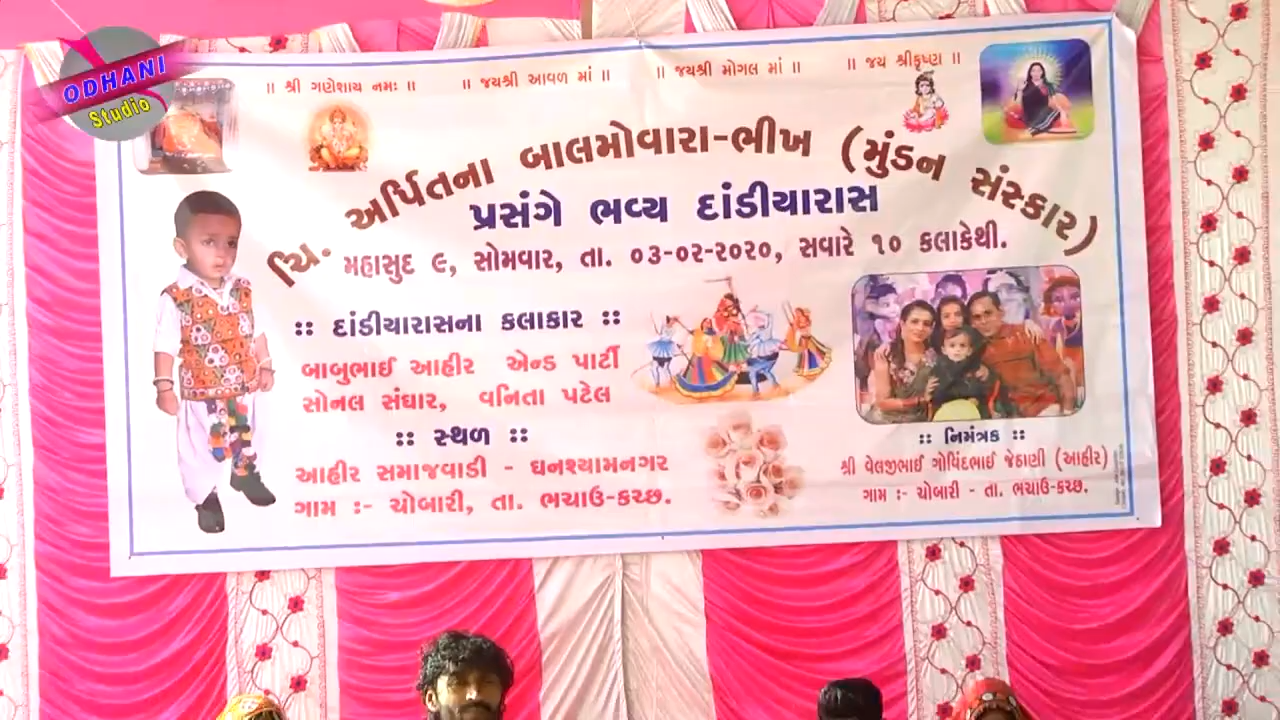 ODHANI
Studio
॥ શ્રી ગણેશાય નમઃ ॥ ॥ જયશ્રી આવળ માં ॥ ॥ જયશ્રી મોગલ માં ॥ ॥ જય શ્રીકૃષ્ણ ॥
ચિ. અર્પિતના બાલમોવારા-ભીખ (મુંડન સંસ્કાર)
પ્રસંગે ભવ્ય દાંડીયારાસ
મહાસુદ ૯, સોમવાર, તા. ૦૩-૦૨-૨૦૨૦, સવારે ૧૦ કલાકેથી.
:: દાંડીયારાસના કલાકાર ::
બાબુભાઈ આહીર એન્ડ પાર્ટી
સોનલ સંઘાર, વનિતા પટેલ
:: સ્થળ ::
આહીર સમાજવાડી - ઘનશ્યામનગર
ગામ :- ચોબારી, તા. ભચાઉ-કચ્છ.
:: નિમંત્રક ::
શ્રી વેલજીભાઈ ગોવિંદભાઈ જેઠાણી (આહીર)
ગામ :- ચોબારી - તા. ભચાઉ-કચ્છ.